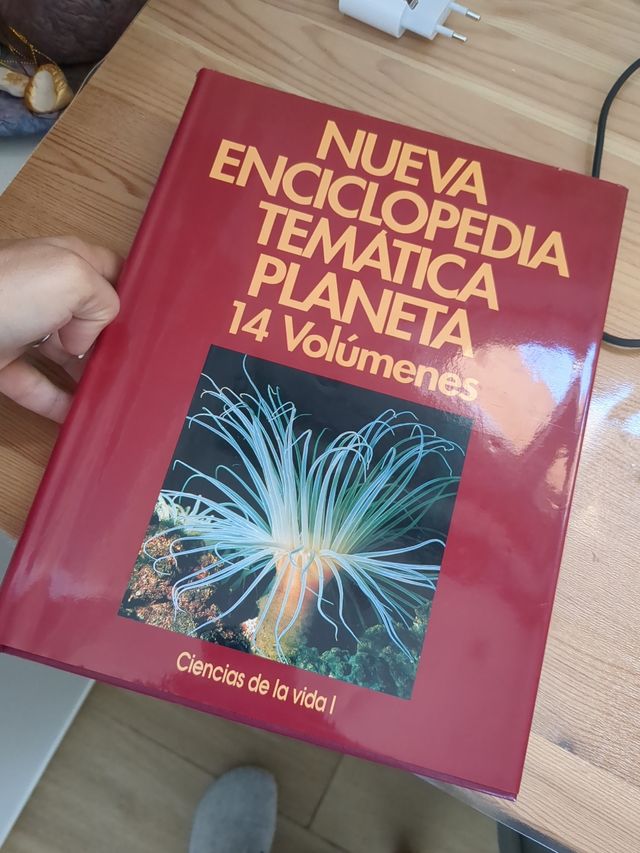 NUEVA
ENCICLOPEDIA
TEMÁTICA
PLANETA
14 Volúmenes
Ciencias de la vida I